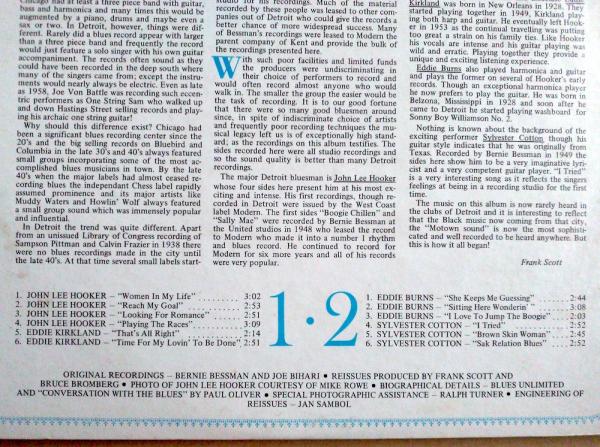 Chicago had at least a three piece band with guitar,
bass and harmonica and many times this would be
augmented by a piano, drums and maybe even a
sax or two. In Detroit, however, things were dif-
ferent. Rarely did a blues record appear with larger
than a three piece band and frequently the record
would just feature a solo singer with his own guitar
accompaniment. The records often sound as they
could have been recorded in the deep south where
many of the singers came from; except the instru-
ments would nearly always be electric. Even as late
as 1958, Joe Von Battle was recording such eccen-
tric performers as One String Sam who walked up
and down Hastings Street selling records and play-
ing his archaic one string guitar!
Why should this difference exist? Chicago had
been a significant blues recording center since the
20's and the big selling records on Bluebird and
Columbia in the late 30's and 40's always featured
small groups incorporating some of the most ac-
complished blues musicians in town. By the late
40's when the major labels had almost ceased re-
cording blues the independant Chess label rapidly
assumed prominence and its major artists like
Muddy Waters and Howlin' Wolf always featured
a small group sound which was immensely popular
and influential.
In Detroit the trend was quite different. Apart
from an unissued Library of Congress recording of
Sampson Pittman and Calvin Frazier in 1938 there
were no blues recordings made in the city until
the late 40's. At that time several small labels start-
studio for his recordings. Much of the material
recorded by these people was leased to other com-
panies out of Detroit who could give the records a
better chance of more widespread success. Many
of Bessman's recordings were leased to Modern the
parent company of Kent and provide the bulk of
the recordings presented here.
With such poor facilities and limited funds
the producers were undiscriminating in
their choice of performers to record and
would often record almost anyone who would
walk in. The smaller the group the easier would be
the task of recording. It is to our good fortune
that there were so many good bluesmen around
since, in spite of indiscriminate choice of artists
and frequently poor recording techniques the mu-
sical legacy left us is of exceptionally high stand-
ard; as the recordings on this album testifies. The
sides recorded here were all studio recordings and
so the sound quality is better than many Detroit
recordings.
The major Detroit bluesman is John Lee Hooker
whose four sides here present him at his most ex-
citing and intense. His first recordings, though re-
corded in Detroit were issued by the West Coast
label Modern. The first sides "Boogie Chillen" and
"Sally Mae" were recorded by Bernie Bessman at
the United studios in 1948 who leased the record
to Modern who made it into a number 1 rhythm
and blues record. He continued to record for
Modern for six more years and all of his records
were very popular.
Kirkland was born in New Orleans in 1928. They
started playing together in 1949, Kirkland play-
ing both harp and guitar. He eventually left Hook-
er in 1953 as the continual travelling was putting
too great a strain on his family ties. Like Hooker
his vocals are intense and his guitar playing was
wild and erratic. Playing together they provide a
unique and exciting listening experience.
Eddie Burns also played harmonica and guitar
and plays the former on several of Hooker's early
records. Though an exceptional harmonica player
he now prefers to play the guitar. He was born in
Belzona, Mississippi in 1928 and soon after he
came to Detroit he started playing washboard for
Sonny Boy Williamson No. 2.
Nothing is known about the background of the
exciting performer Sylvester Cotton though his
guitar style indicates that he was originally from
Texas. Recorded by Bernie Bessman in 1949 the
sides here show him to be a very imaginative lyri-
cist and a very competent guitar player. "I Tried"
is a very interesting song as it reflects the singers
feelings at being in a recording studio for the first
time.
The music on this album is now rarely heard in
the clubs of Detroit and it is interesting to reflect
that the Black music now coming from that city,
the "Motown sound" is now the most sophisti-
cated and well recorded to be heard anywhere. But
this is how it all began!
Frank Scott
1. JOHN LEE HOOKER – "Women In My Life" ........ 3:02
2. JOHN LEE HOOKER – "Reach My Goal" ........ 2:53
3. JOHN LEE HOOKER – "Looking For Romance" ..... 2:51
4. JOHN LEE HOOKER – "Playing The Races" ........ 3:09
5. EDDIE KIRKLAND – "That's All Right" ........ 2:14
6. EDDIE KIRKLAND – "Time For My Lovin' To Be Done" . 2:51
1·2
1. EDDIE BURNS – "She Keeps Me Guessing" ........ 2:44
2. EDDIE BURNS – "Sitting Here Wonderin' " ........ 3:08
3. EDDIE BURNS – "I Love To Jump The Boogie" ..... 2:03
4. SYLVESTER COTTON – "I Tried" ........ 2:52
5. SYLVESTER COTTON – "Brown Skin Woman" ..... 2:45
6. SYLVESTER COTTON – "Sak Relation Blues" ..... 2:52
ORIGINAL RECORDINGS – BERNIE BESSMAN AND JOE BIHARI • REISSUES PRODUCED BY FRANK SCOTT AND
BRUCE BROMBERG • PHOTO OF JOHN LEE HOOKER COURTESY OF MIKE ROWE • BIOGRAPHICAL DETAILS – BLUES UNLIMITED
AND "CONVERSATION WITH THE BLUES" BY PAUL OLIVER • SPECIAL PHOTOGRAPHIC ASSISTANCE – RALPH TURNER • ENGINEERING OF
REISSUES – JAN SAMBOL